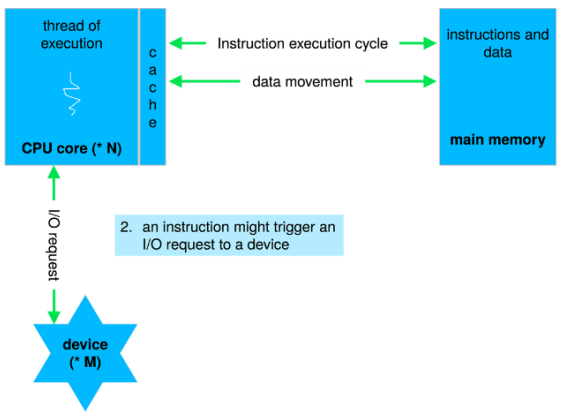 thread of
execution
cache
CPU core (* N)
Instruction execution cycle
data movement
instructions and
data
main memory
I/O request
2. an instruction might trigger an
I/O request to a device
device
(* M)